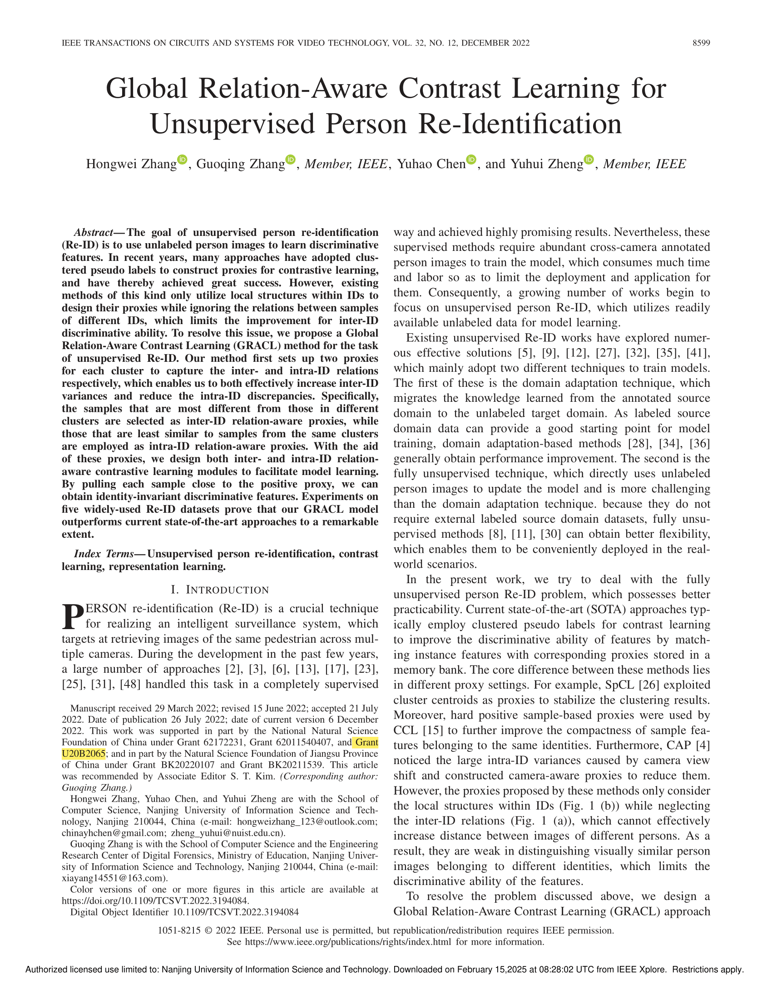 IEEE TRANSACTIONS ON CIRCUITS AND SYSTEMS FOR VIDEO TECHNOLOGY, VOL. 32, NO. 12, DECEMBER 2022 8599
Global Relation-Aware Contrast Learning for
Unsupervised Person Re-Identification
Hongwei Zhang, Guoqing Zhang, Member, IEEE, Yuhao Chen, and Yuhui Zheng, Member, IEEE
Abstract—The goal of unsupervised person re-identification
(Re-ID) is to use unlabeled person images to learn discriminative
features. In recent years, many approaches have adopted clus-
tered pseudo labels to construct proxies for contrastive learning,
and have thereby achieved great success. However, existing
methods of this kind only utilize local structures within IDs to
design their proxies while ignoring the relations between samples
of different IDs, which limits the improvement for inter-ID
discriminative ability. To resolve this issue, we propose a Global
Relation-Aware Contrast Learning (GRACL) method for the task
of unsupervised Re-ID. Our method first sets up two proxies
for each cluster to capture the inter- and intra-ID relations
respectively, which enables us to both effectively increase inter-ID
variances and reduce the intra-ID discrepancies. Specifically,
the samples that are most different from those in different
clusters are selected as inter-ID relation-aware proxies, while
those that are least similar to samples from the same clusters
are employed as intra-ID relation-aware proxies. With the aid
of these proxies, we design both inter- and intra-ID relation-
aware contrastive learning modules to facilitate model learning.
By pulling each sample close to the positive proxy, we can
obtain identity-invariant discriminative features. Experiments on
five widely-used Re-ID datasets prove that our GRACL model
outperforms current state-of-the-art approaches to a remarkable
extent.
Index Terms—Unsupervised person re-identification, contrast
learning, representation learning.
I. INTRODUCTION
PERSON re-identification (Re-ID) is a crucial technique
for realizing an intelligent surveillance system, which
targets at retrieving images of the same pedestrian across mul-
tiple cameras. During the development in the past few years,
a large number of approaches [2], [3], [6], [13], [17], [23],
[25], [31], [48] handled this task in a completely supervised
Manuscript received 29 March 2022; revised 15 June 2022; accepted 21 July
2022. Date of publication 26 July 2022; date of current version 6 December
2022. This work was supported in part by the National Natural Science
Foundation of China under Grant 62172231, Grant 62011540407, and Grant
U20B2065; and in part by the Natural Science Foundation of Jiangsu Province
of China under Grant BK20220107 and Grant BK20211539. This article
was recommended by Associate Editor S. T. Kim. (Corresponding author:
Guoqing Zhang.)
Hongwei Zhang, Yuhao Chen, and Yuhui Zheng are with the School of
Computer Science, Nanjing University of Information Science and Tech-
nology, Nanjing 210044, China (e-mail: hongweizhang_123@outlook.com;
chinayhchen@gmail.com; zheng_yuhui@nuist.edu.cn).
Guoqing Zhang is with the School of Computer Science and the Engineering
Research Center of Digital Forensics, Ministry of Education, Nanjing Univer-
sity of Information Science and Technology, Nanjing 210044, China (e-mail:
xiayang14551@163.com).
Color versions of one or more figures in this article are available at
https://doi.org/10.1109/TCSVT.2022.3194084.
Digital Object Identifier 10.1109/TCSVT.2022.3194084
way and achieved highly promising results. Nevertheless, these
supervised methods require abundant cross-camera annotated
person images to train the model, which consumes much time
and labor so as to limit the deployment and application for
them. Consequently, a growing number of works begin to
focus on unsupervised person Re-ID, which utilizes readily
available unlabeled data for model learning.
Existing unsupervised Re-ID works have explored numer-
ous effective solutions [5], [9], [12], [27], [32], [35], [41],
which mainly adopt two different techniques to train models.
The first of these is the domain adaptation technique, which
migrates the knowledge learned from the annotated source
domain to the unlabeled target domain. As labeled source
domain data can provide a good starting point for model
training, domain adaptation-based methods [28], [34], [36]
generally obtain performance improvement. The second is the
fully unsupervised technique, which directly uses unlabeled
person images to update the model and is more challenging
than the domain adaptation technique. because they do not
require external labeled source domain datasets, fully unsu-
pervised methods [8], [11], [30] can obtain better flexibility,
which enables them to be conveniently deployed in the real-
world scenarios.
In the present work, we try to deal with the fully
unsupervised person Re-ID problem, which possesses better
practicability. Current state-of-the-art (SOTA) approaches typ-
ically employ clustered pseudo labels for contrast learning
to improve the discriminative ability of features by match-
ing instance features with corresponding proxies stored in a
memory bank. The core difference between these methods lies
in different proxy settings. For example, SpCL [26] exploited
cluster centroids as proxies to stabilize the clustering results.
Moreover, hard positive sample-based proxies were used by
CCL [15] to further improve the compactness of sample fea-
tures belonging to the same identities. Furthermore, CAP [4]
noticed the large intra-ID variances caused by camera view
shift and constructed camera-aware proxies to reduce them.
However, the proxies proposed by these methods only consider
the local structures within IDs (Fig. 1 (b)) while neglecting
the inter-ID relations (Fig. 1 (a)), which cannot effectively
increase distance between images of different persons. As a
result, they are weak in distinguishing visually similar person
images belonging to different identities, which limits the
discriminative ability of the features.
To resolve the problem discussed above, we design a
Global Relation-Aware Contrast Learning (GRACL) approach
1051-8215 © 2022 IEEE. Personal use is permitted, but republication/redistribution requires IEEE permission.
See https://www.ieee.org/publications/rights/index.html for more information.
Authorized licensed use limited to: Nanjing University of Information Science and Technology. Downloaded on February 15,2025 at 08:28:02 UTC from IEEE Xplore. Restrictions apply.